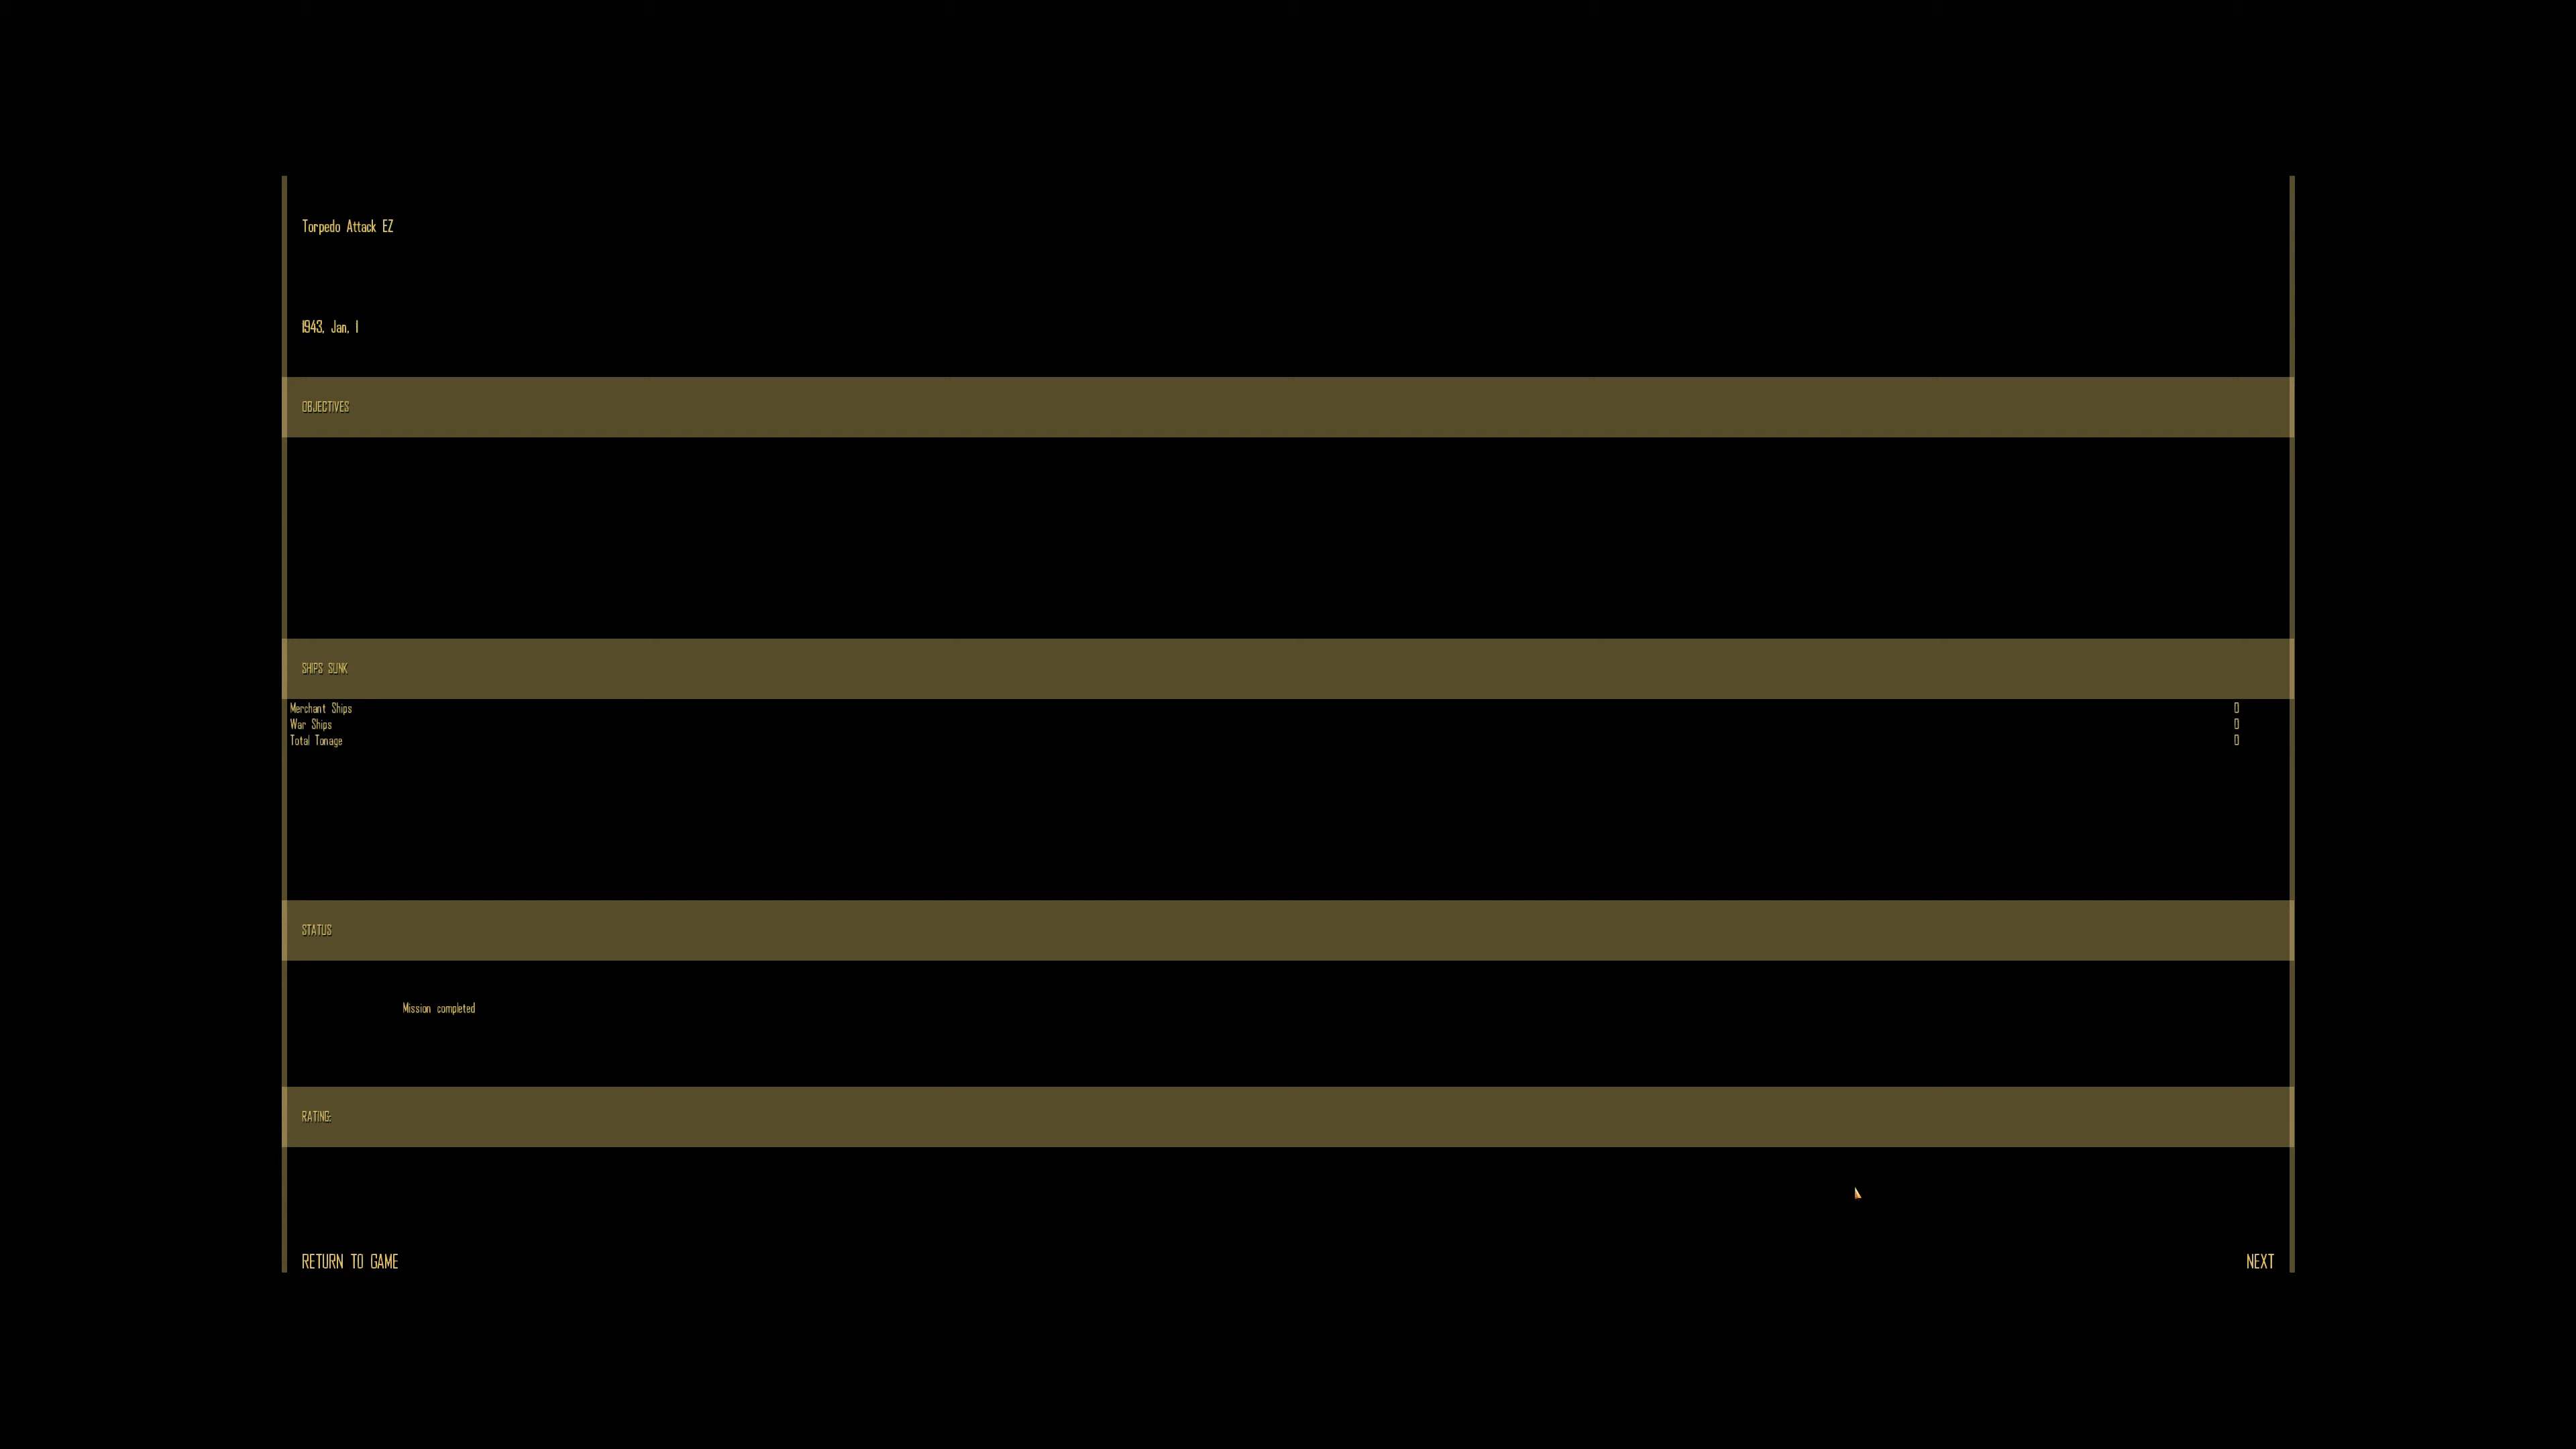 Torpedo Attack EZ
1943, Jan, 1
OBJECTIVES
SHIPS SUNK
Merchant Ships 0
War Ships 0
Total Tonage 0
STATUS
Mission completed
RATING:
RETURN TO GAME
NEXT